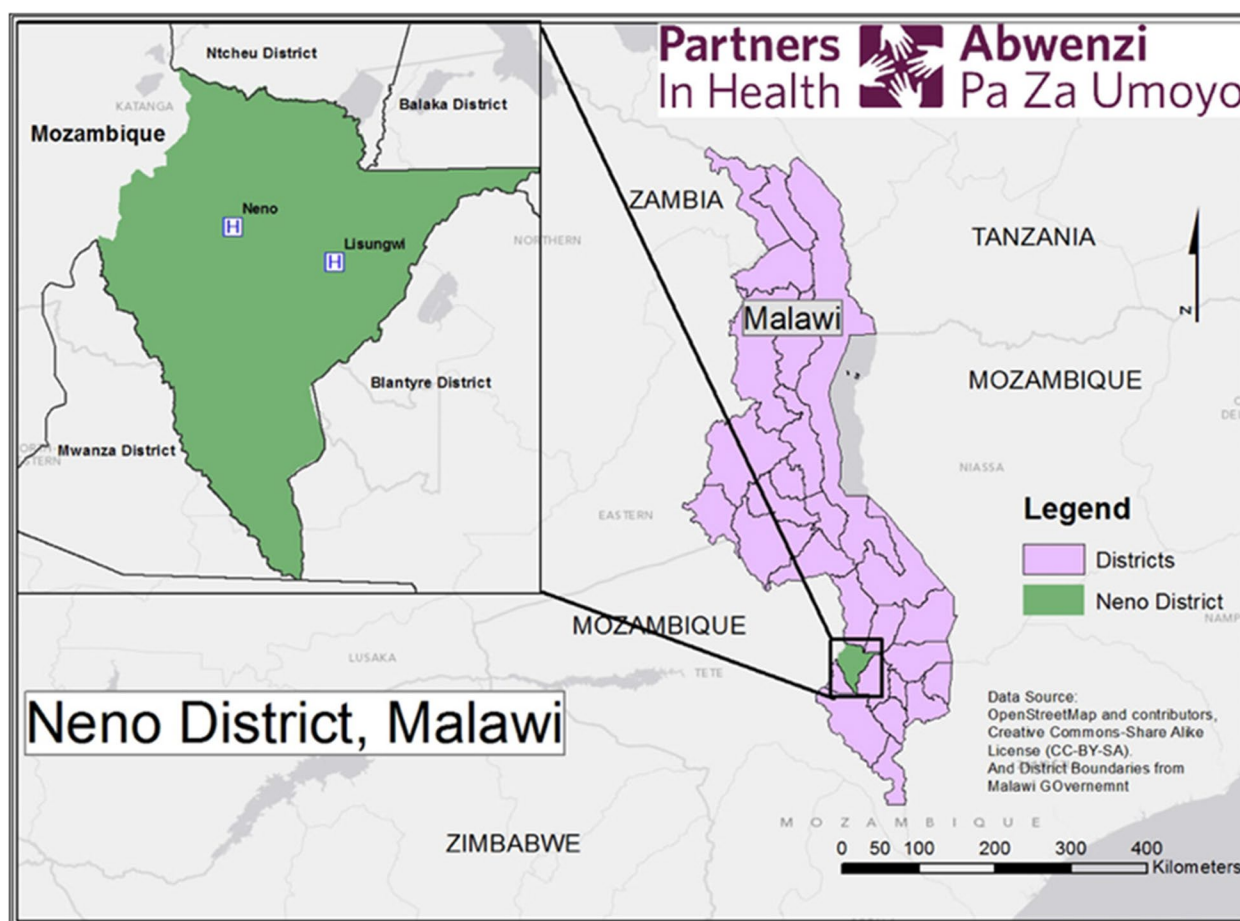 Partners
In Health
Abwenzi
Pa Za Umoyo
Ntcheu District
KATANGA
Balaka District
Mozambique
Neno
H
Lisungwi
H
NORTHERN
Blantyre District
Mwanza District
ZAMBIA
TANZANIA
Malawi
N
MOZAMBIQUE
NIASSA
EASTERN
Legend
Districts
Neno District
MOZAMBIQUE
LUSAKA
TETE
Neno District, Malawi
Data Source:
OpenStreetMap and contributors,
Creative Commons-Share Alike
License (CC-BY-SA).
And District Boundaries from
Malawi GOvernemnt
MOZAMBIQUE
ZIMBABWE
0 50 100 200 300 400
Kilometers